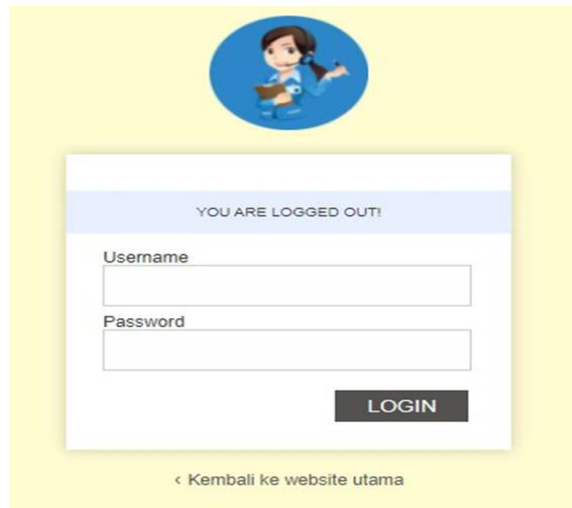 YOU ARE LOGGED OUT!
Username
Password
LOGIN
‹ Kembali ke website utama